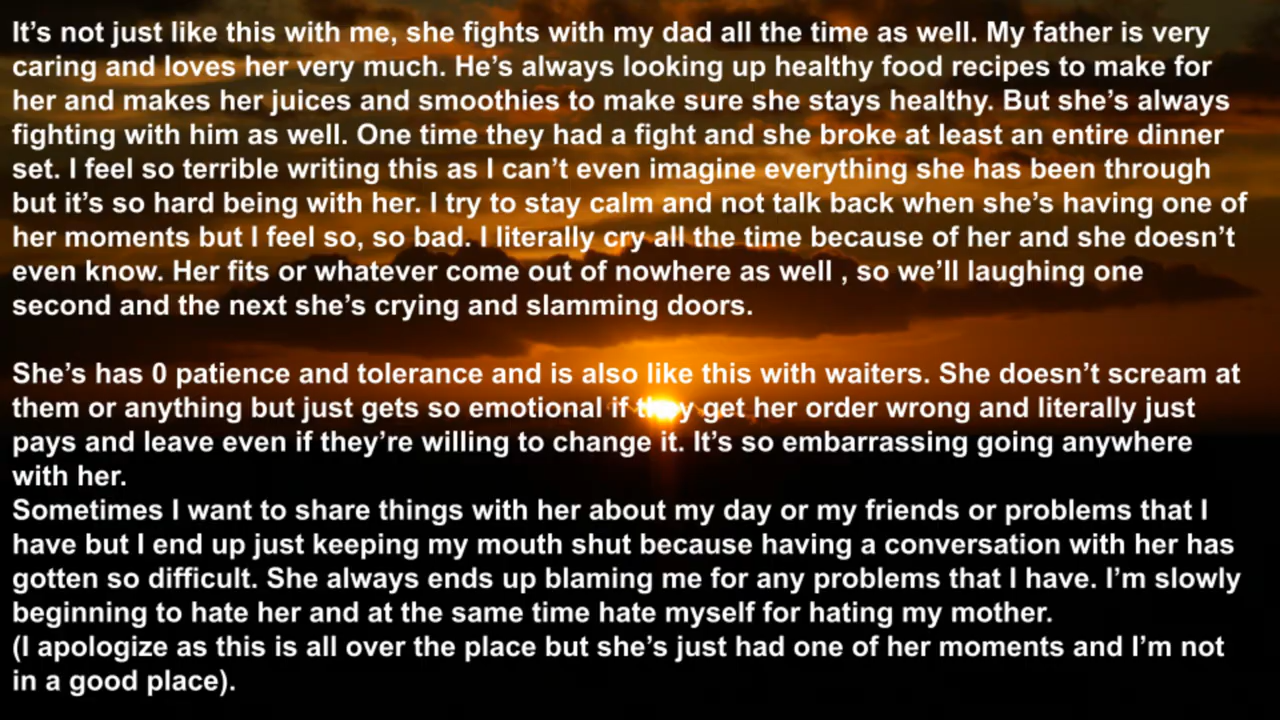 It’s not just like this with me, she fights with my dad all the time as well. My father is very
caring and loves her very much. He’s always looking up healthy food recipes to make for
her and makes her juices and smoothies to make sure she stays healthy. But she’s always
fighting with him as well. One time they had a fight and she broke at least an entire dinner
set. I feel so terrible writing this as I can’t even imagine everything she has been through
but it’s so hard being with her. I try to stay calm and not talk back when she’s having one of
her moments but I feel so, so bad. I literally cry all the time because of her and she doesn’t
even know. Her fits or whatever come out of nowhere as well , so we’ll laughing one
second and the next she’s crying and slamming doors.
She’s has 0 patience and tolerance and is also like this with waiters. She doesn’t scream at
them or anything but just gets so emotional if they get her order wrong and literally just
pays and leave even if they’re willing to change it. It’s so embarrassing going anywhere
with her.
Sometimes I want to share things with her about my day or my friends or problems that I
have but I end up just keeping my mouth shut because having a conversation with her has
gotten so difficult. She always ends up blaming me for any problems that I have. I’m slowly
beginning to hate her and at the same time hate myself for hating my mother.
(I apologize as this is all over the place but she’s just had one of her moments and I’m not
in a good place).